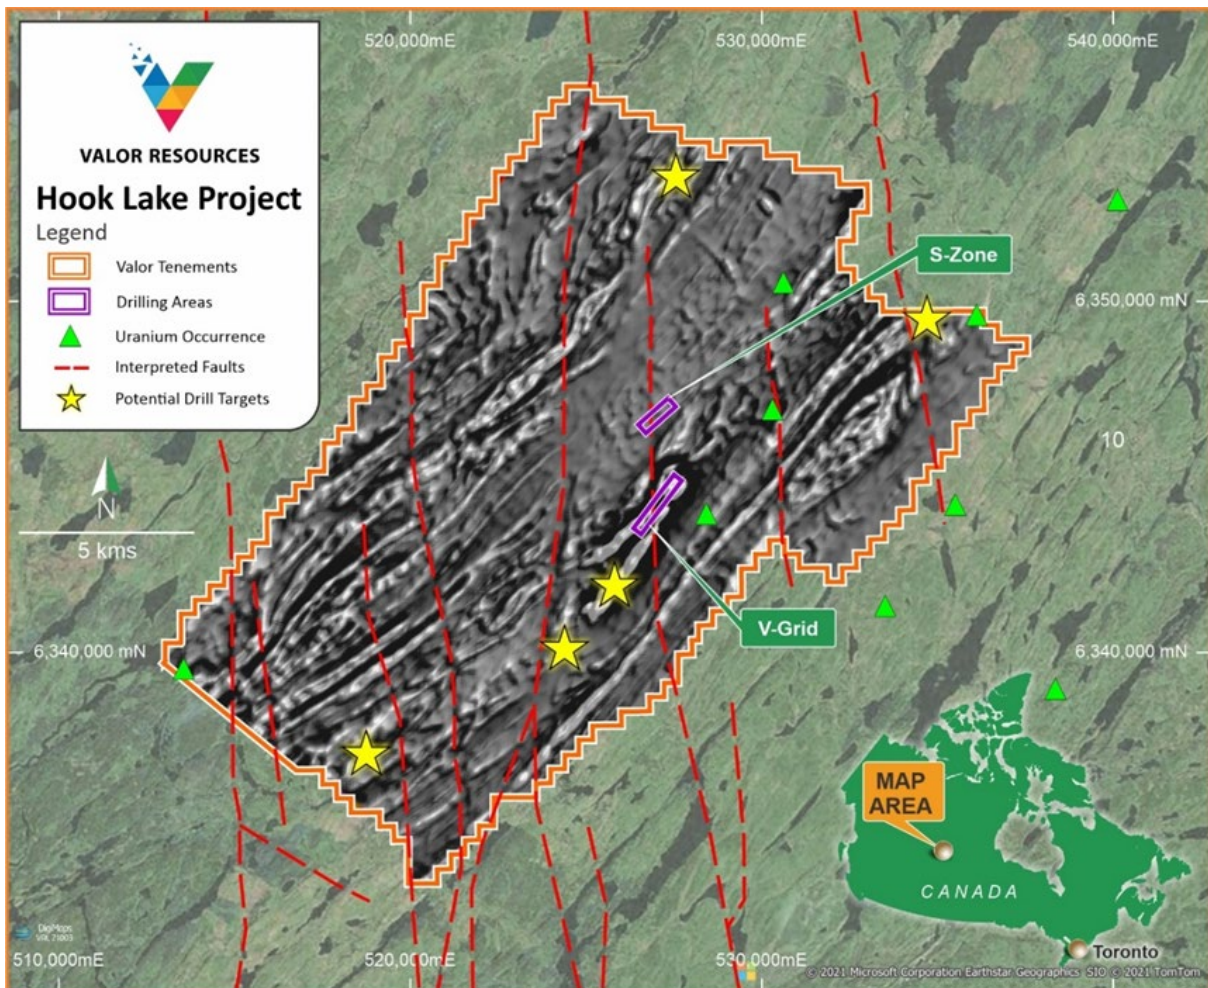 520,000mE
530,000mE
540,000mE
VALOR RESOURCES
Hook Lake Project
Legend
Valor Tenements
Drilling Areas
Uranium Occurrence
Interpreted Faults
Potential Drill Targets
S-Zone
6,350,000 mN
10
N
5 kms
V-Grid
6,340,000 mN
6,340,000 mN
MAP
AREA
CANADA
Toronto
DigiMaps
510,000mE
520,000mE
530,000mE
© 2021 Microsoft Corporation Earthstar Geographics SIO © 2021 TomTom